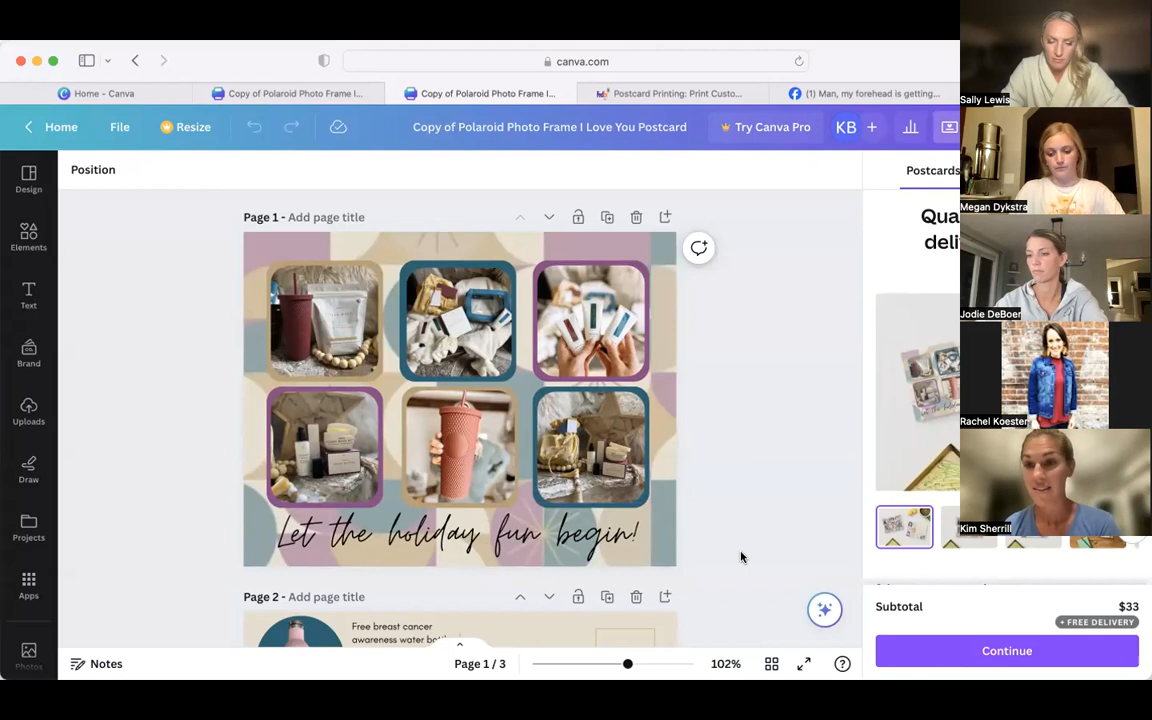 canva.com
Home - Canva
Copy of Polaroid Photo Frame I...
Copy of Polaroid Photo Frame I...
Postcard Printing: Print Custo...
(1) Man, my forehead is getting...
Home
File
Resize
Copy of Polaroid Photo Frame I Love You Postcard
Try Canva Pro
KB
Position
Postcards
Design
Elements
Text
Brand
Uploads
Draw
Projects
Apps
Photos
Page 1 - Add page title
Let the holiday fun begin!
Page 2 - Add page title
Free breast cancer
awareness water bot
Notes
Page 1 / 3
102%
Qua
deli
Subtotal
$33
+ FREE DELIVERY
Continue
Sally Lewis
Megan Dykstra
Jodie DeBoer
Rachel Koester
Kim Sherrill